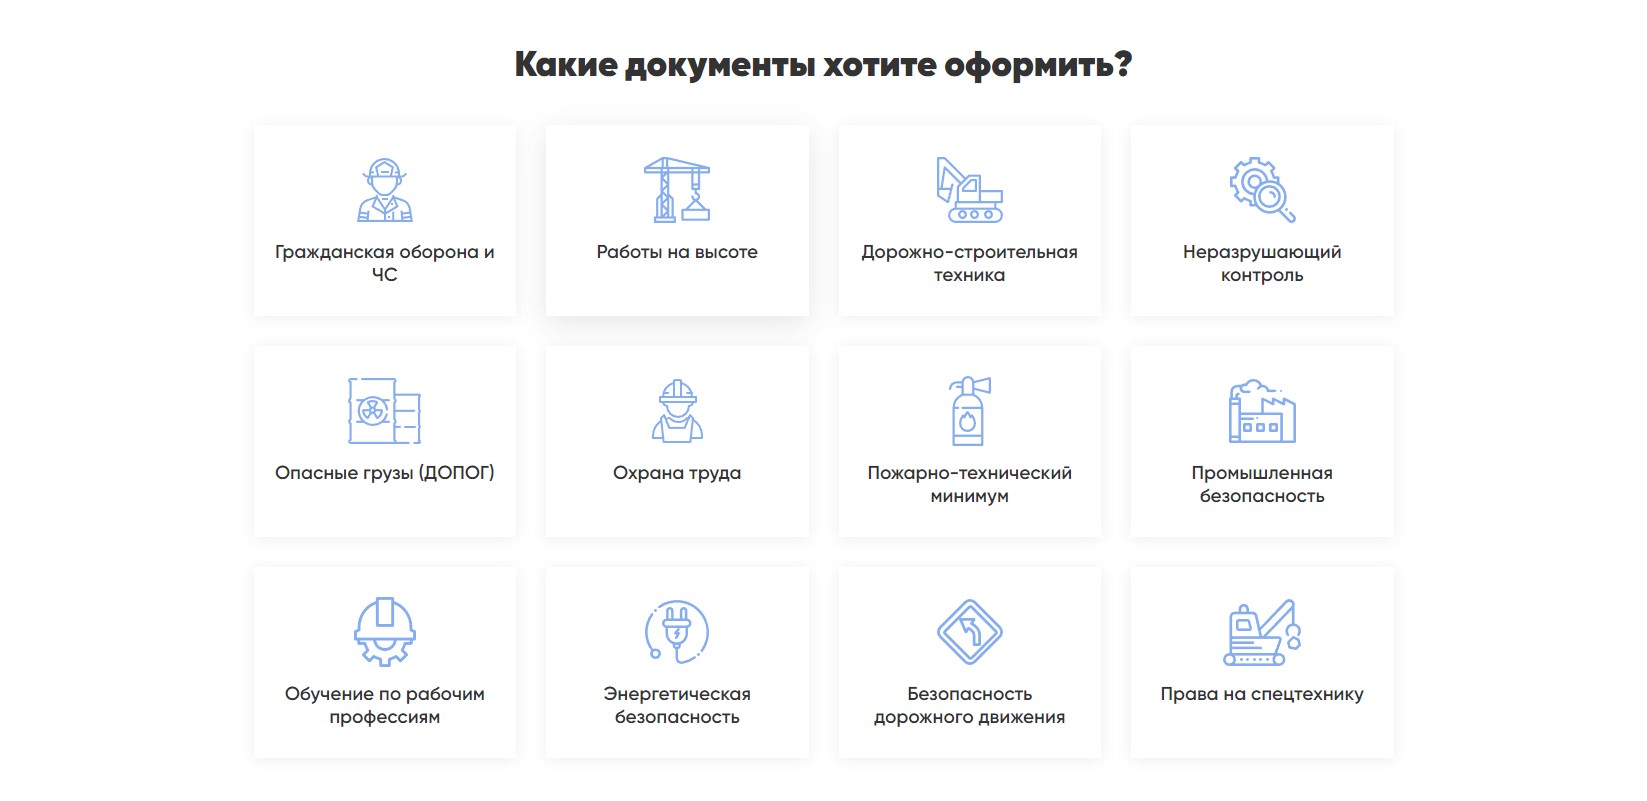 Какие документы хотите оформить?
Гражданская оборона и
ЧС
Работы на высоте
Дорожно-строительная
техника
Неразрушающий
контроль
Опасные грузы (ДОПОГ)
Охрана труда
Пожарно-технический
минимум
Промышленная
безопасность
Обучение по рабочим
профессиям
Энергетическая
безопасность
Безопасность
дорожного движения
Права на спецтехнику